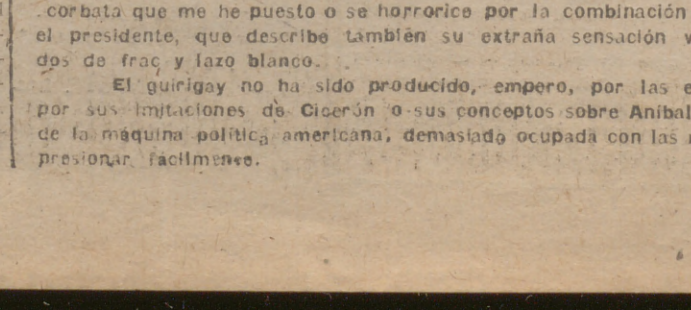 corbata que me he puesto o se horrorice por la combinación
el presidente, que describe también su extraña sensación v
dos de frac y lazo blanco.
El guirigay no ha sido producido, empero, por las e
por sus imitaciones de Cicerón o sus conceptos sobre Aníbal
de la máquina política americana, demasiado ocupada con las
presionar fácilmente.